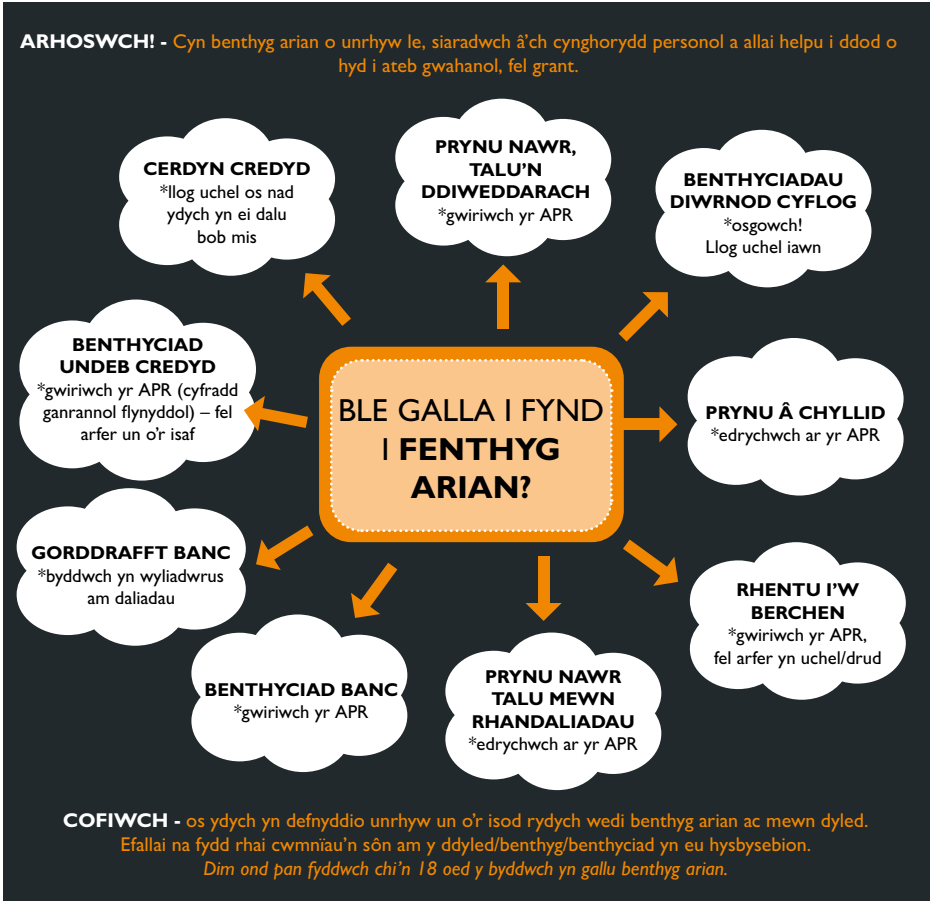 ARHOSWCH! - Cyn benthyg arian o unrhyw le, siaradwch â'ch cynghorydd personol a allai helpu i ddod o
hyd i ateb gwahanol, fel grant.
CERDYN CREDYD
*llog uchel os nad
ydych yn ei dalu
bob mis
PRYNU NAWR,
TALU'N
DDIWEDDARACH
*gwiriwch yr APR
BENTHYCIADAU
DIWRNOD CYFLOG
*osgowch!
Llog uchel iawn
BENTHYCIAD
UNDEB CREDYD
*gwiriwch yr APR (cyfradd
ganrannol flynyddol) – fel
arfer un o'r isaf
BLE GALLA I FYND
I FENTHYG
ARIAN?
PRYNU Â CHYLLID
*edrychwch ar yr APR
GORDDRAFFT BANC
*byddwch yn wyliadwrus
am daliadau
RHENTU I'W
BERCHEN
*gwiriwch yr APR,
fel arfer yn uchel/drud
BENTHYCIAD BANC
*gwiriwch yr APR
PRYNU NAWR
TALU MEWN
RHANDALIADAU
*edrychwch ar yr APR
COFIWCH - os ydych yn defnyddio unrhyw un o'r isod rydych wedi benthyg arian ac mewn dyled.
Efallai na fydd rhai cwmnïau'n sôn am y ddyled/benthyg/benthyciad yn eu hysbysebion.
Dim ond pan fyddwch chi'n 18 oed y byddwch yn gallu benthyg arian.